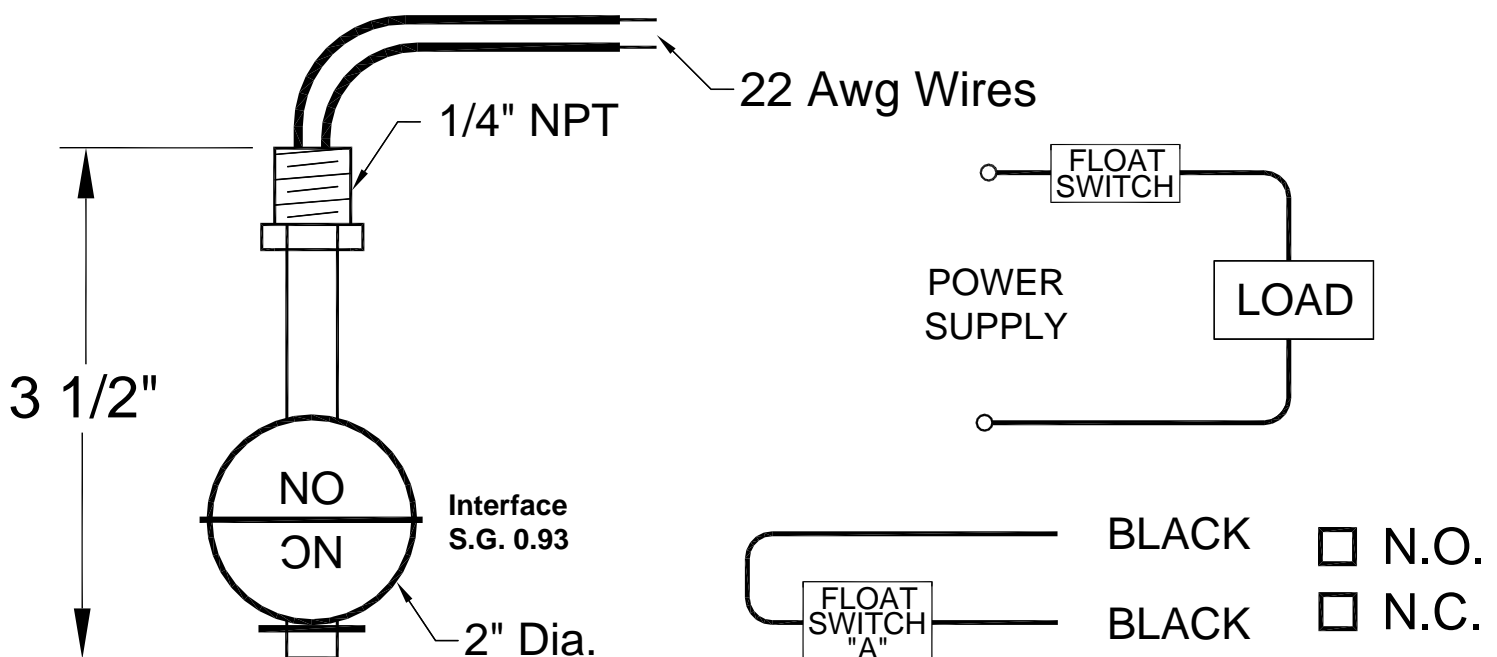 22 Awg Wires
1/4" NPT
FLOAT
SWITCH
POWER
SUPPLY
LOAD
3 1/2"
NO
NC
Interface
S.G. 0.93
2" Dia.
BLACK
N.O.
FLOAT
SWITCH
"A"
BLACK
N.C.